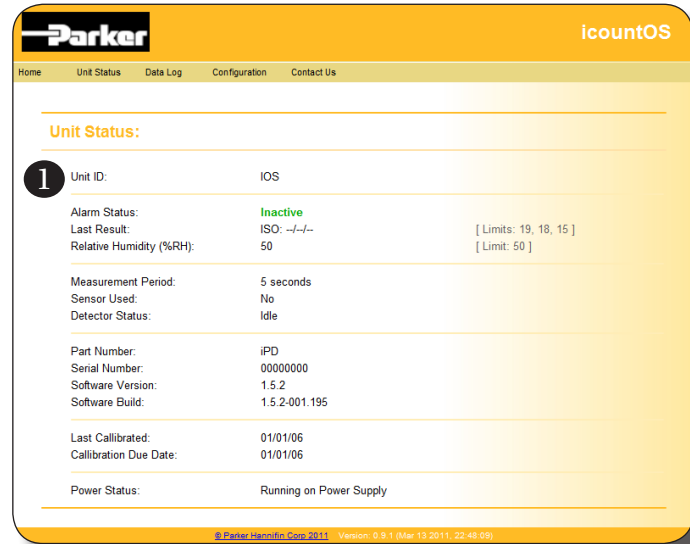 Parker
icountOS
Home Unit Status Data Log Configuration Contact Us
Unit Status:
1
Unit ID: IOS
Alarm Status: Inactive
Last Result: ISO: --/--/-- [ Limits: 19, 18, 15 ]
Relative Humidity (%RH): 50 [ Limit: 50 ]
Measurement Period: 5 seconds
Sensor Used: No
Detector Status: Idle
Part Number: iPD
Serial Number: 00000000
Software Version: 1.5.2
Software Build: 1.5.2-001.195
Last Callibrated: 01/01/06
Callibration Due Date: 01/01/06
Power Status: Running on Power Supply
© Parker Hannifin Corp 2011 Version: 0.9.1 (Mar 13 2011, 22:48:09)